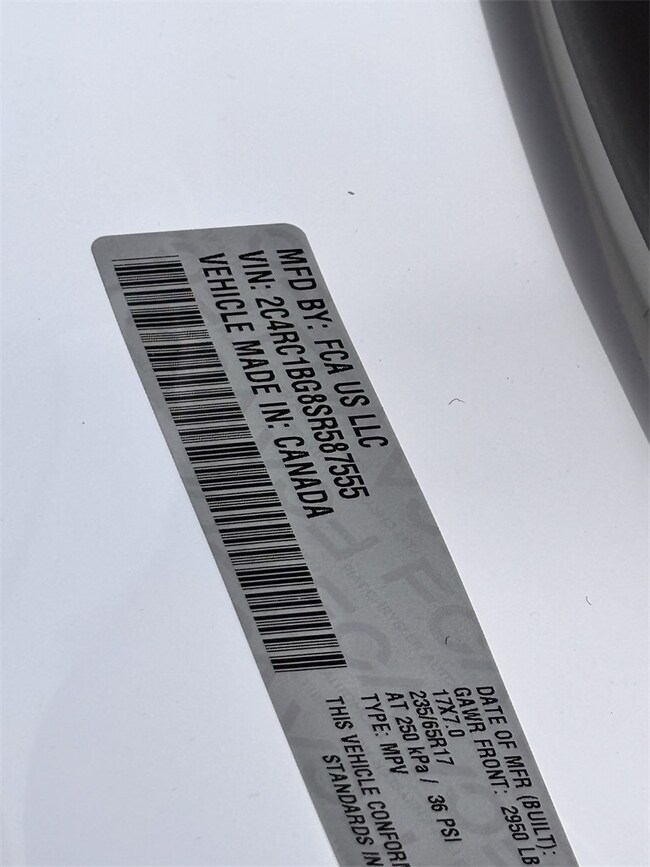 MFD BY: FCA US LLC
VIN: 2C4RC1BG8SR587555
VEHICLE MADE IN: CANADA
DATE OF MFR (BUILT):
GAWR FRONT: 2950 LB
17X7.0
235/65R17
AT 250 kPa / 36 PSI
TYPE: MPV
THIS VEHICLE CONFOR
STANDARDS IN